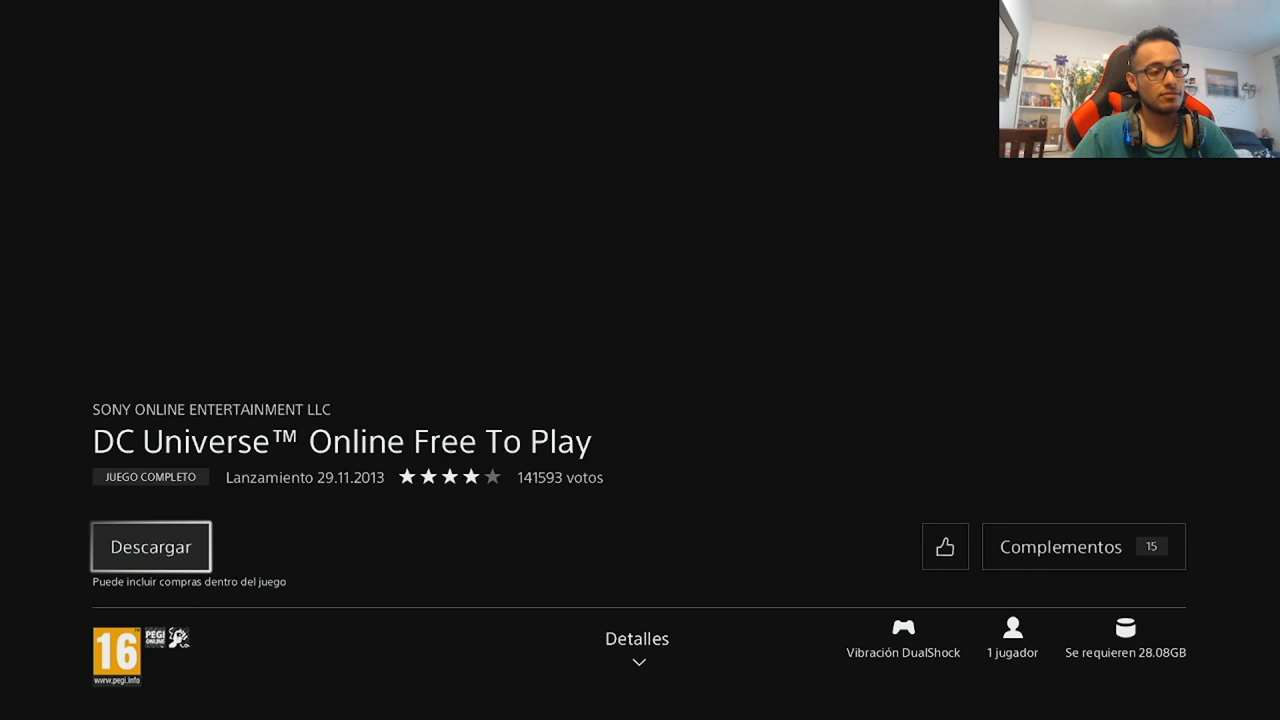 SONY ONLINE ENTERTAINMENT LLC
DC Universe™ Online Free To Play
JUEGO COMPLETO Lanzamiento 29.11.2013 141593 votos
Descargar
Complementos 15
Puede incluir compras dentro del juego
16
www.pegi.info
PEGI
ONLINE
Detalles
Vibración DualShock
1 jugador
Se requieren 28.08GB